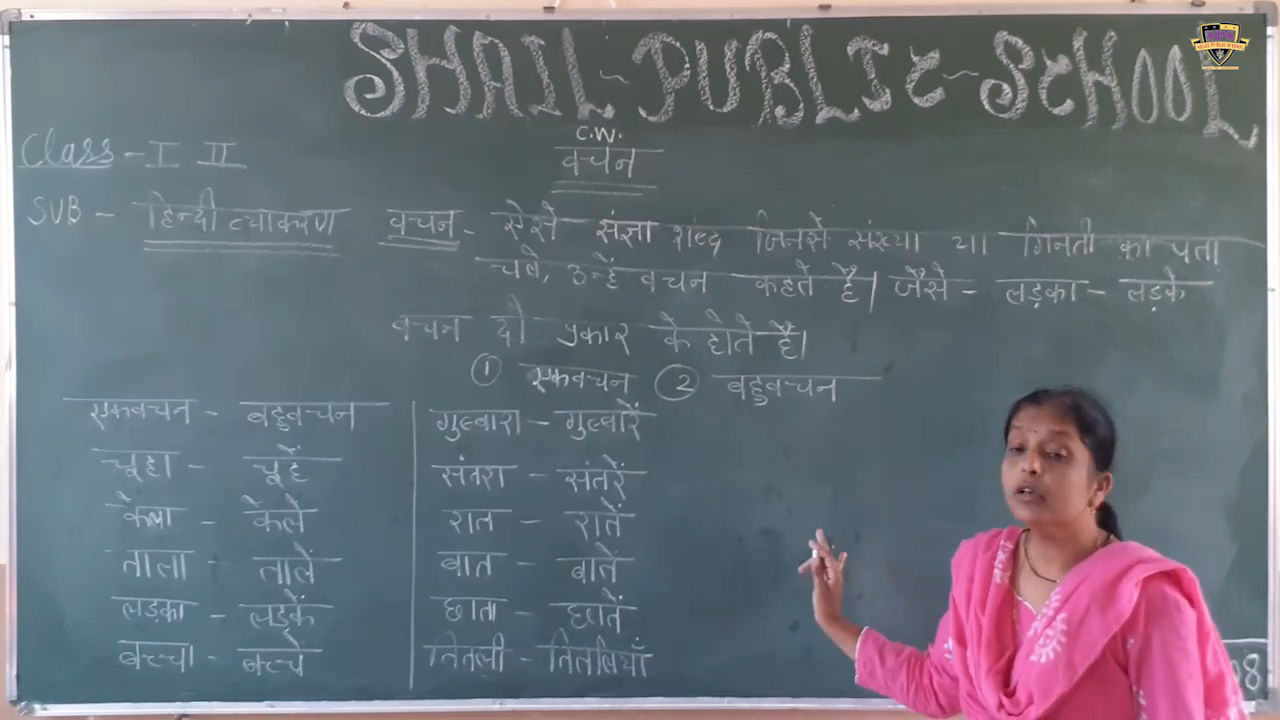 SHAIL - PUBLIC - SCHOOL
C.W.
Class - I II
वचन
SUB - हिन्दी व्याकरण
वचन - ऐसे संज्ञा शब्द जिनसे संख्या या गिनती का पता
चले, उन्हें वचन कहते हैं। जैसे - लड़का - लड़के
वचन दो प्रकार के होते हैं।
① एकवचन ② बहुवचन
एकवचन - बहुवचन
चूहा - चूहें
केला - केलें
ताला - तालें
लड़का - लड़कें
बच्चा - बच्चें
गुब्बारा - गुब्बारें
संतरा - संतरें
रात - रातें
बात - बातें
छाता - छातें
तितली - तितलियाँ
08